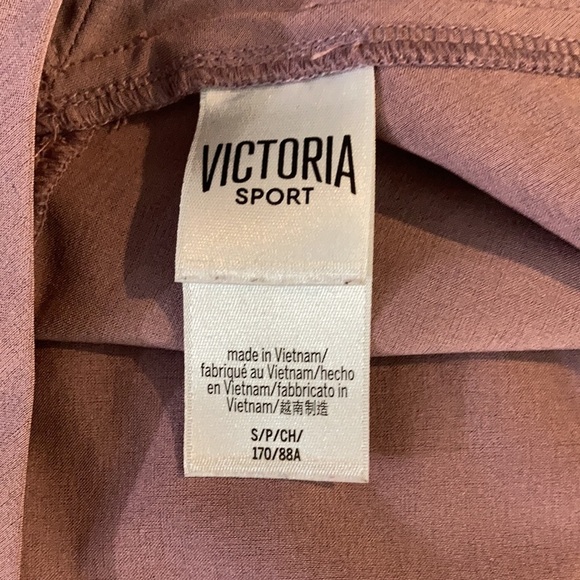 VICTORIA
SPORT
made in Vietnam/
fabriqué au Vietnam/hecho
en Vietnam/fabbricato in
Vietnam/越南制造
S/P/CH/
170/88A